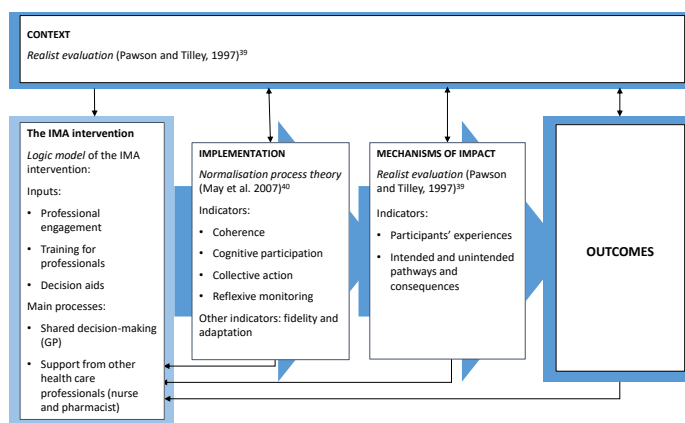 CONTEXT
Realist evaluation (Pawson and Tilley, 1997)³⁹
The IMA intervention
Logic model of the IMA
intervention:
Inputs:
• Professional
engagement
• Training for
professionals
• Decision aids
Main processes:
• Shared decision-making
(GP)
• Support from other
health care
professionals (nurse
and pharmacist)
IMPLEMENTATION
Normalisation process theory
(May et al. 2007)⁴⁰
Indicators:
• Coherence
• Cognitive participation
• Collective action
• Reflexive monitoring
Other indicators: fidelity and
adaptation
MECHANISMS OF IMPACT
Realist evaluation (Pawson
and Tilley, 1997)³⁹
Indicators:
• Participants’ experiences
• Intended and unintended
pathways and
consequences
OUTCOMES